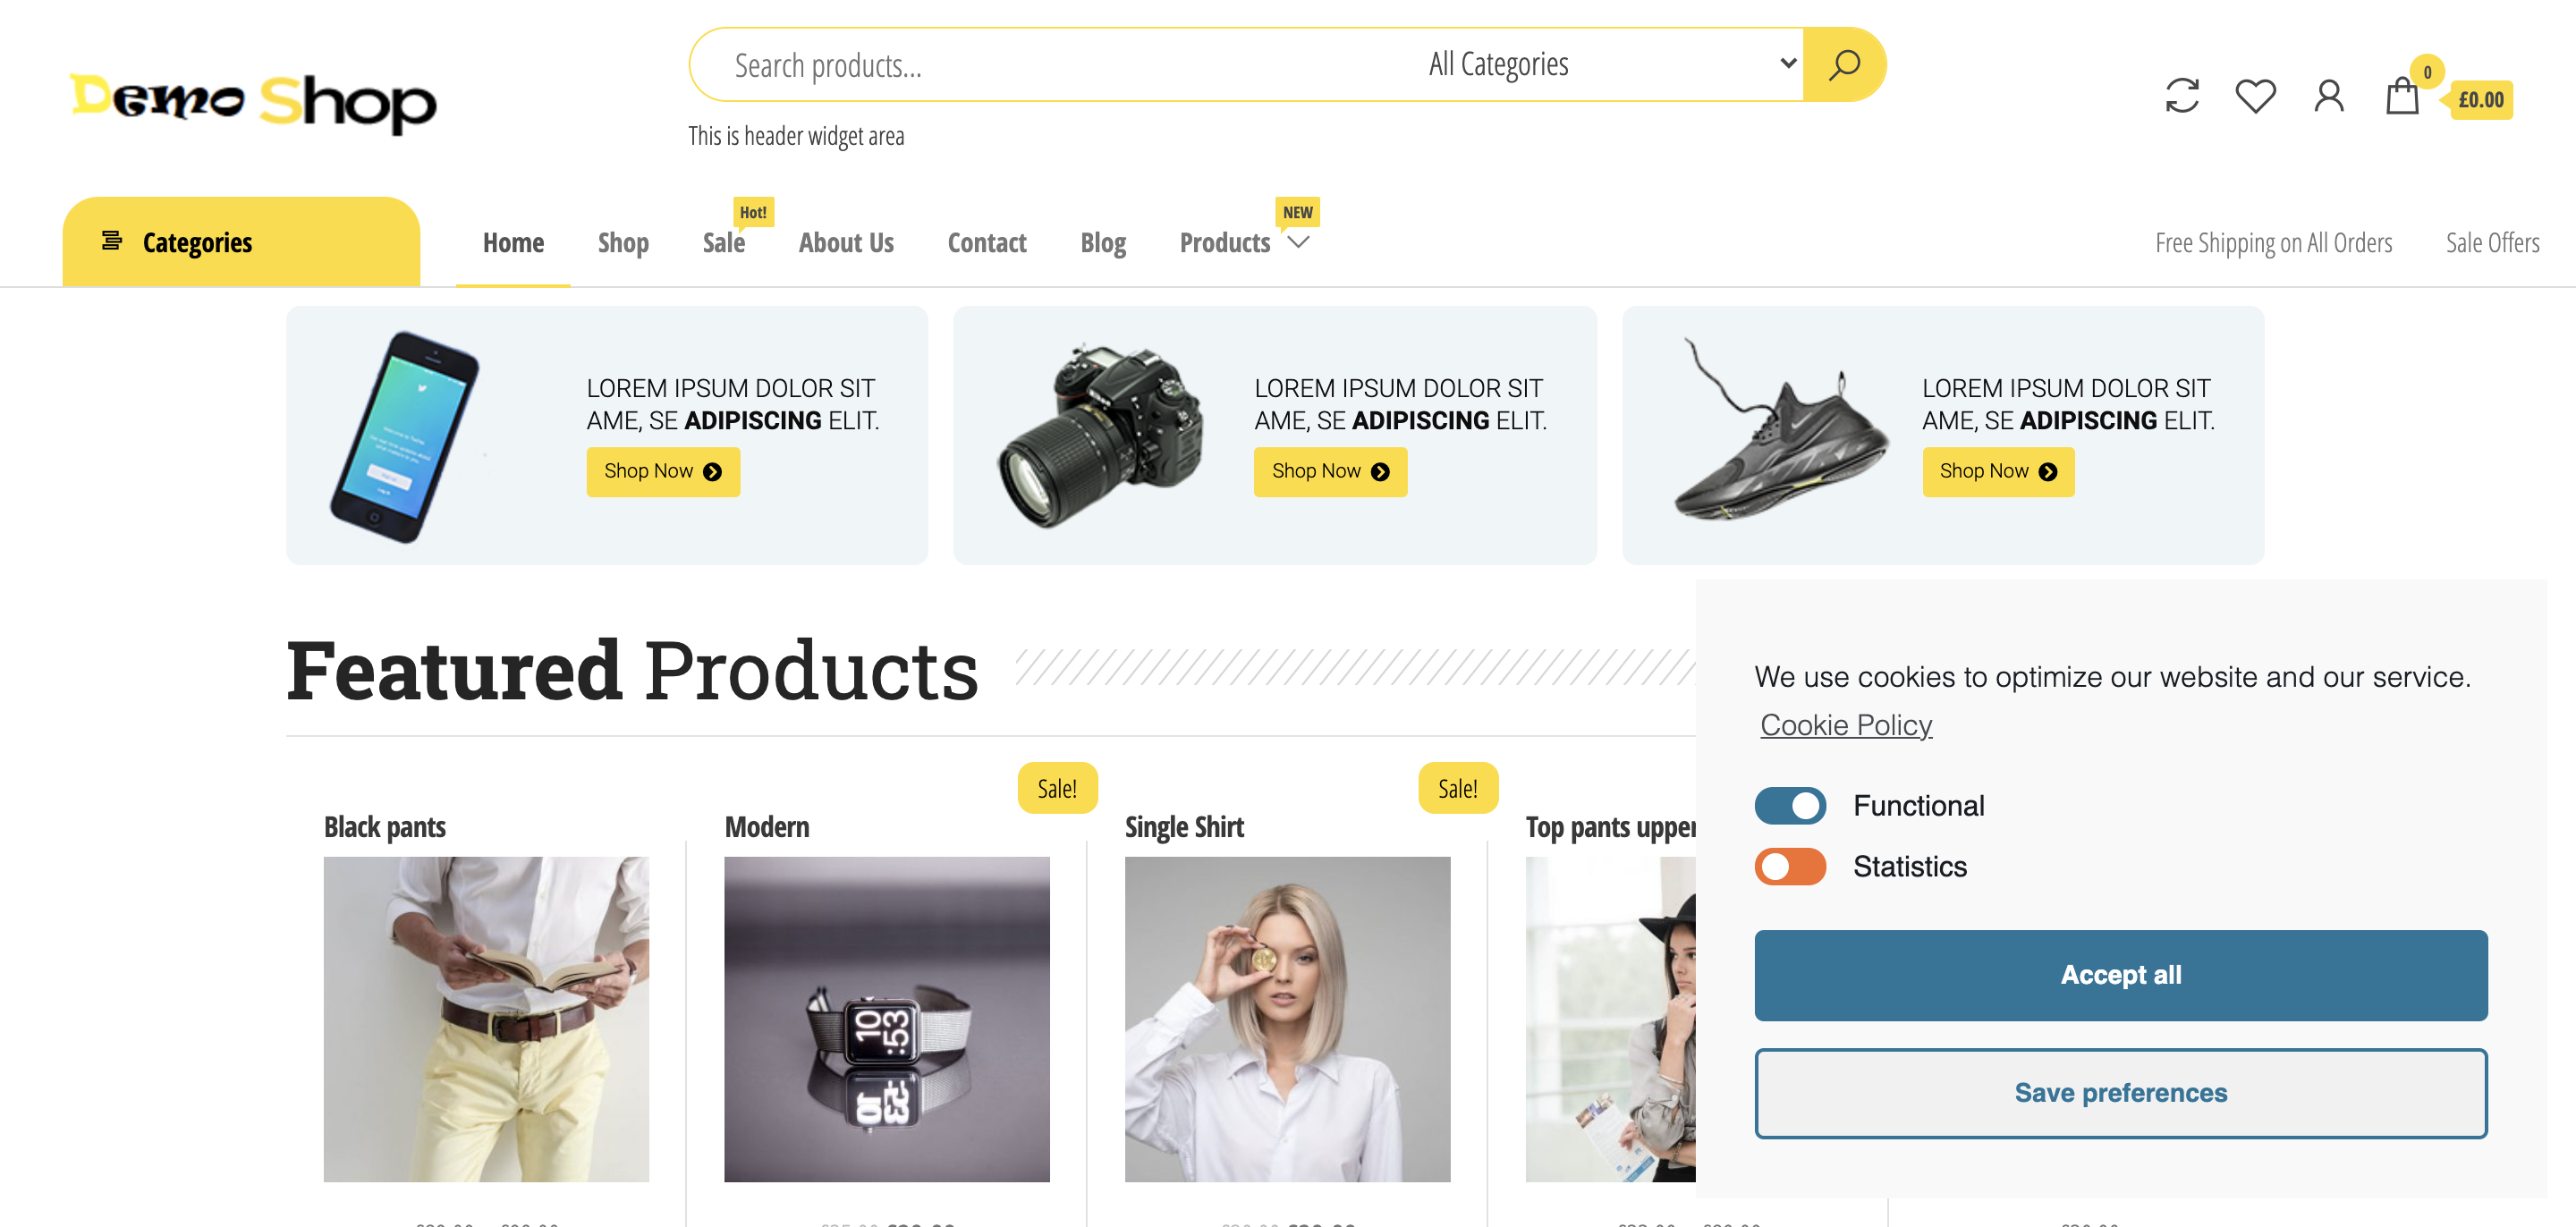 Demo Shop
Search products...
All Categories
0
£0.00
This is header widget area
Categories
Home
Shop
Sale
Hot!
About Us
Contact
Blog
Products
NEW
Free Shipping on All Orders
Sale Offers
LOREM IPSUM DOLOR SIT
AME, SE ADIPISCING ELIT.
Shop Now
LOREM IPSUM DOLOR SIT
AME, SE ADIPISCING ELIT.
Shop Now
LOREM IPSUM DOLOR SIT
AME, SE ADIPISCING ELIT.
Shop Now
Featured Products
Sale!
Sale!
Black pants
Modern
Single Shirt
Top pants upper
10
:53
We use cookies to optimize our website and our service.
Cookie Policy
Functional
Statistics
Accept all
Save preferences